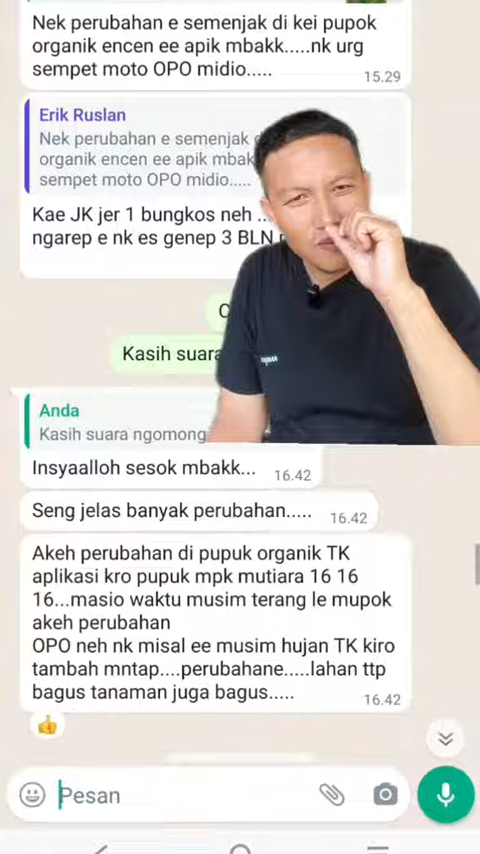 Nek perubahan e semenjak di kei pupok
organik encen ee apik mbakk.....nk urg
sempet moto OPO midio.....
15.29
Erik Ruslan
Nek perubahan e semenjak
organik encen ee apik mbak
sempet moto OPO midio.....
Kae JK jer 1 bungkos neh ..
ngarep e nk es genep 3 BLN
Kasih suara
Anda
Kasih suara ngomong
Insyaalloh sesok mbakk...
16.42
Seng jelas banyak perubahan.....
16.42
Akeh perubahan di pupuk organik TK
aplikasi kro pupuk mpk mutiara 16 16
16...masio waktu musim terang le mupok
akeh perubahan
OPO neh nk misal ee musim hujan TK kiro
tambah mntap....perubahane.....lahan ttp
bagus tanaman juga bagus.....
16.42
Pesan